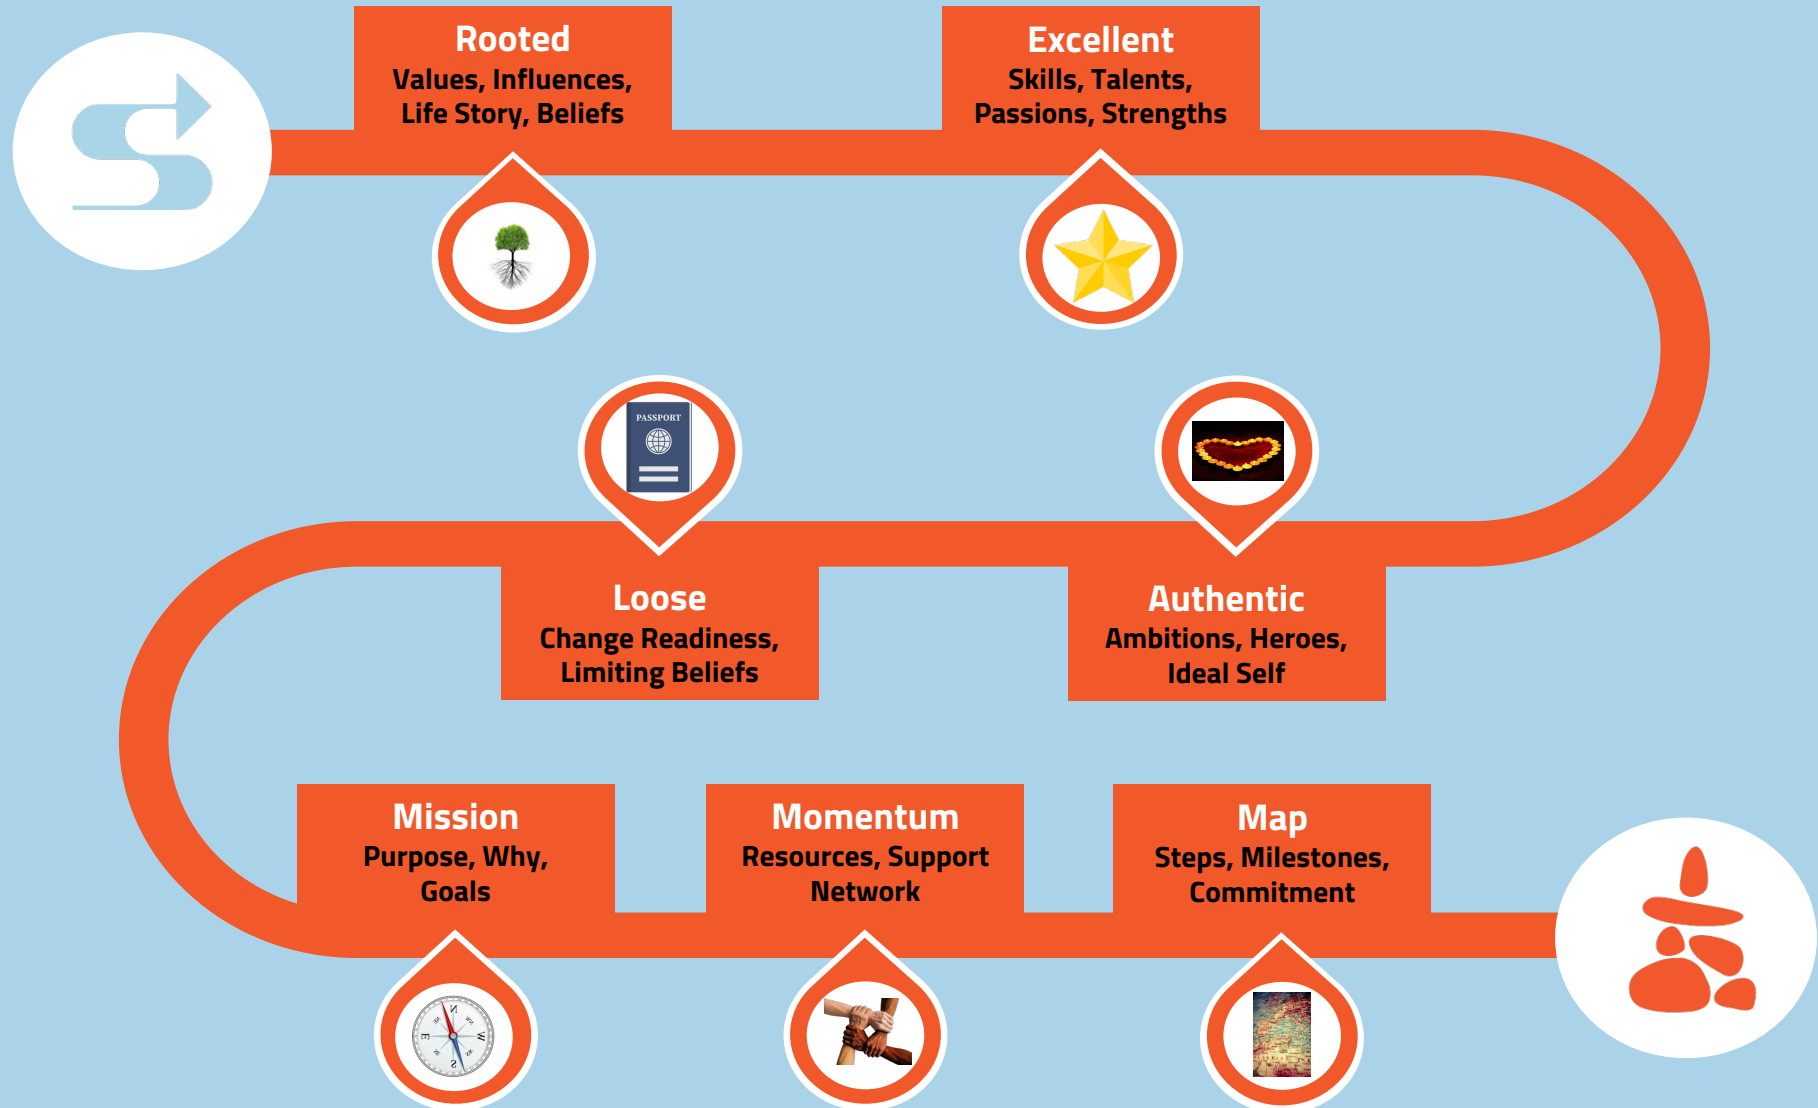 Rooted
Values, Influences,
Life Story, Beliefs
Excellent
Skills, Talents,
Passions, Strengths
PASSPORT
Loose
Change Readiness,
Limiting Beliefs
Authentic
Ambitions, Heroes,
Ideal Self
Mission
Purpose, Why,
Goals
Momentum
Resources, Support
Network
Map
Steps, Milestones,
Commitment
N
E
W
S